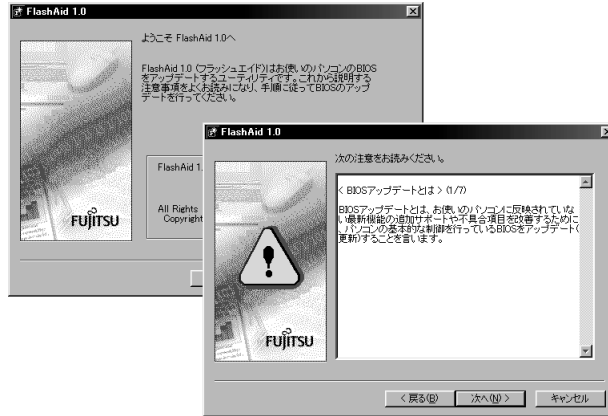 FlashAid 1.0
ようこそ FlashAid 1.0へ
FlashAid 1.0 (フラッシュエイド)はお使いのパソコンのBIOS
をアップデートするユーティリティです。これから説明する
注意事項をよくお読みになり、手順に従ってBIOSのアップ
デートを行ってください。
FlashAid 1.
All Rights
Copyright
FUJITSU
FlashAid 1.0
次の注意をお読みください。
< BIOSアップデートとは > (1/7)
BIOSアップデートとは、お使いのパソコンに反映されていな
い最新機能の追加サポートや不具合項目を改善するために
、パソコンの基本的な制御を行っているBIOSをアップデート(
更新)することを言います。
FUJITSU
< 戻る(B)
次へ(N) >
キャンセル